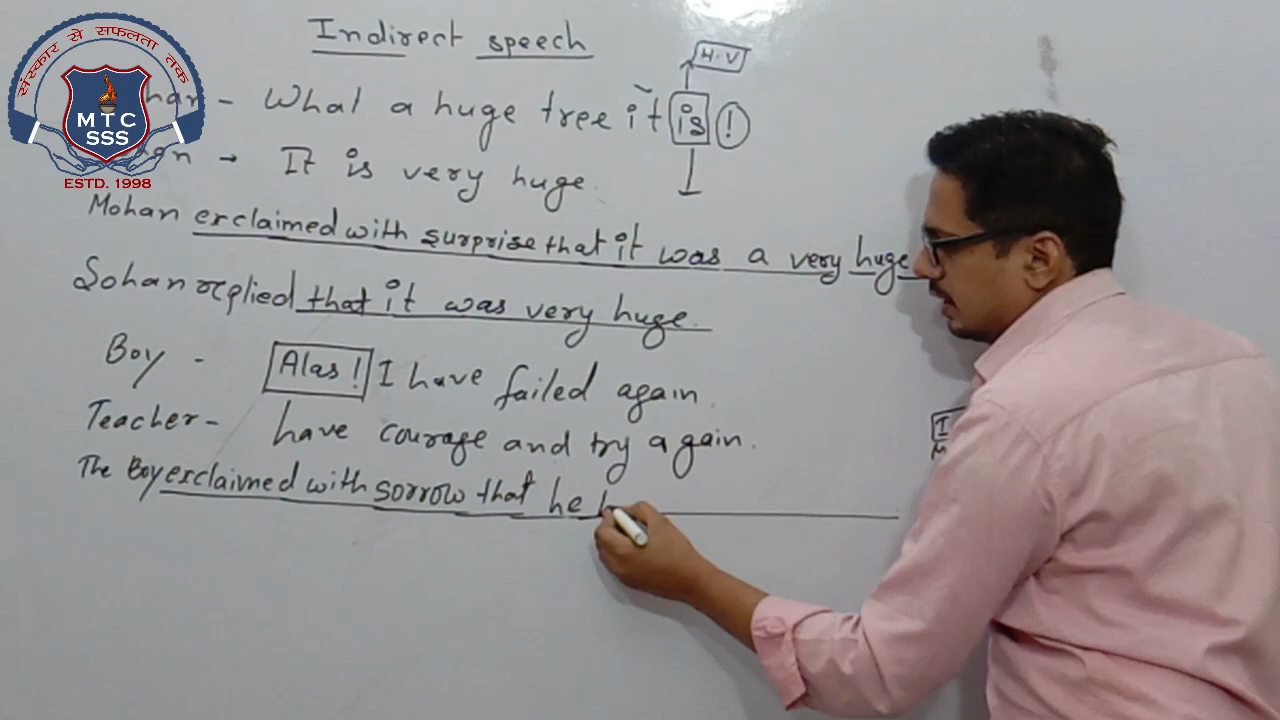 संस्कार से सफलता तक
MTC
SSS
ESTD. 1998
Indirect speech
H.V
- What a huge tree it is !
→ It is very huge.
Mohan exclaimed with surprise that it was a very huge
Sohan replied that it was very huge.
Boy - Alas ! I have failed again.
Teacher - have courage and try again.
The Boy exclaimed with sorrow that he